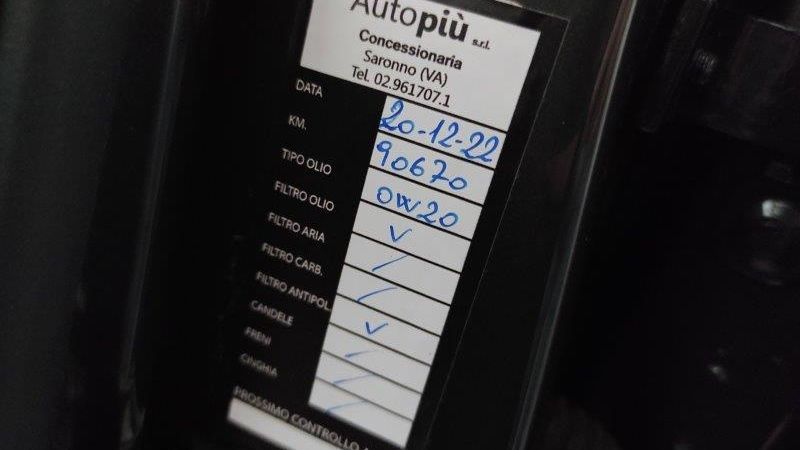 Autopiù s.r.l.
Concessionaria
Saronno (VA)
Tel. 02.961707.1
DATA 20-12-22
KM. 90670
TIPO OLIO 0W20
FILTRO OLIO V
FILTRO ARIA /
FILTRO CARB. /
FILTRO ANTIPOL. V
CANDELE /
FRENI /
CINGHIA /
PROSSIMO CONTROLLO A